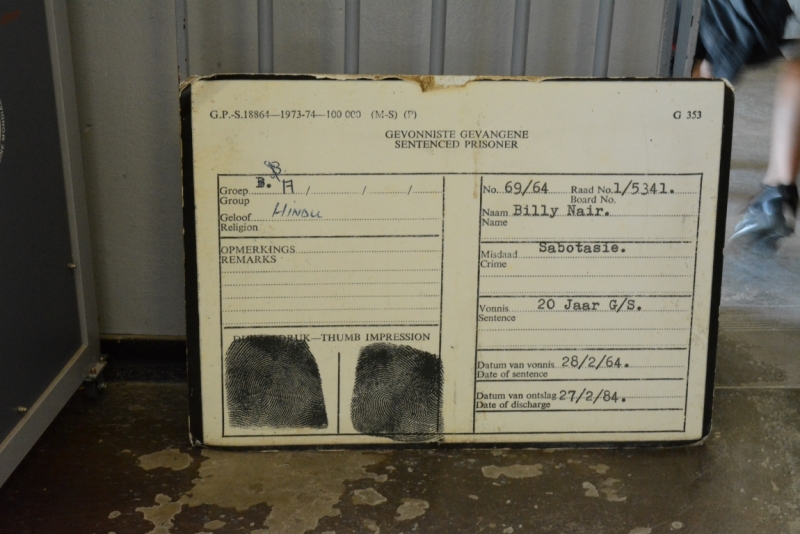 G.P.-S.18864—1973-74—100 000 (M-S) (P)
G 353
GEVONNISTE GEVANGENE
SENTENCED PRISONER
B.
Groep B. A / / /
Group
Geloof HINDU
Religion
OPMERKINGS
REMARKS
DUIMAFDRUK—THUMB IMPRESSION
No. 69/64 Raad No. 1/5341.
Board No.
Naam Billy Nair.
Name
Misdaad Sabotasie.
Crime
Vonnis 20 Jaar G/S.
Sentence
Datum van vonnis 28/2/64.
Date of sentence
Datum van ontslag 27/2/84.
Date of discharge